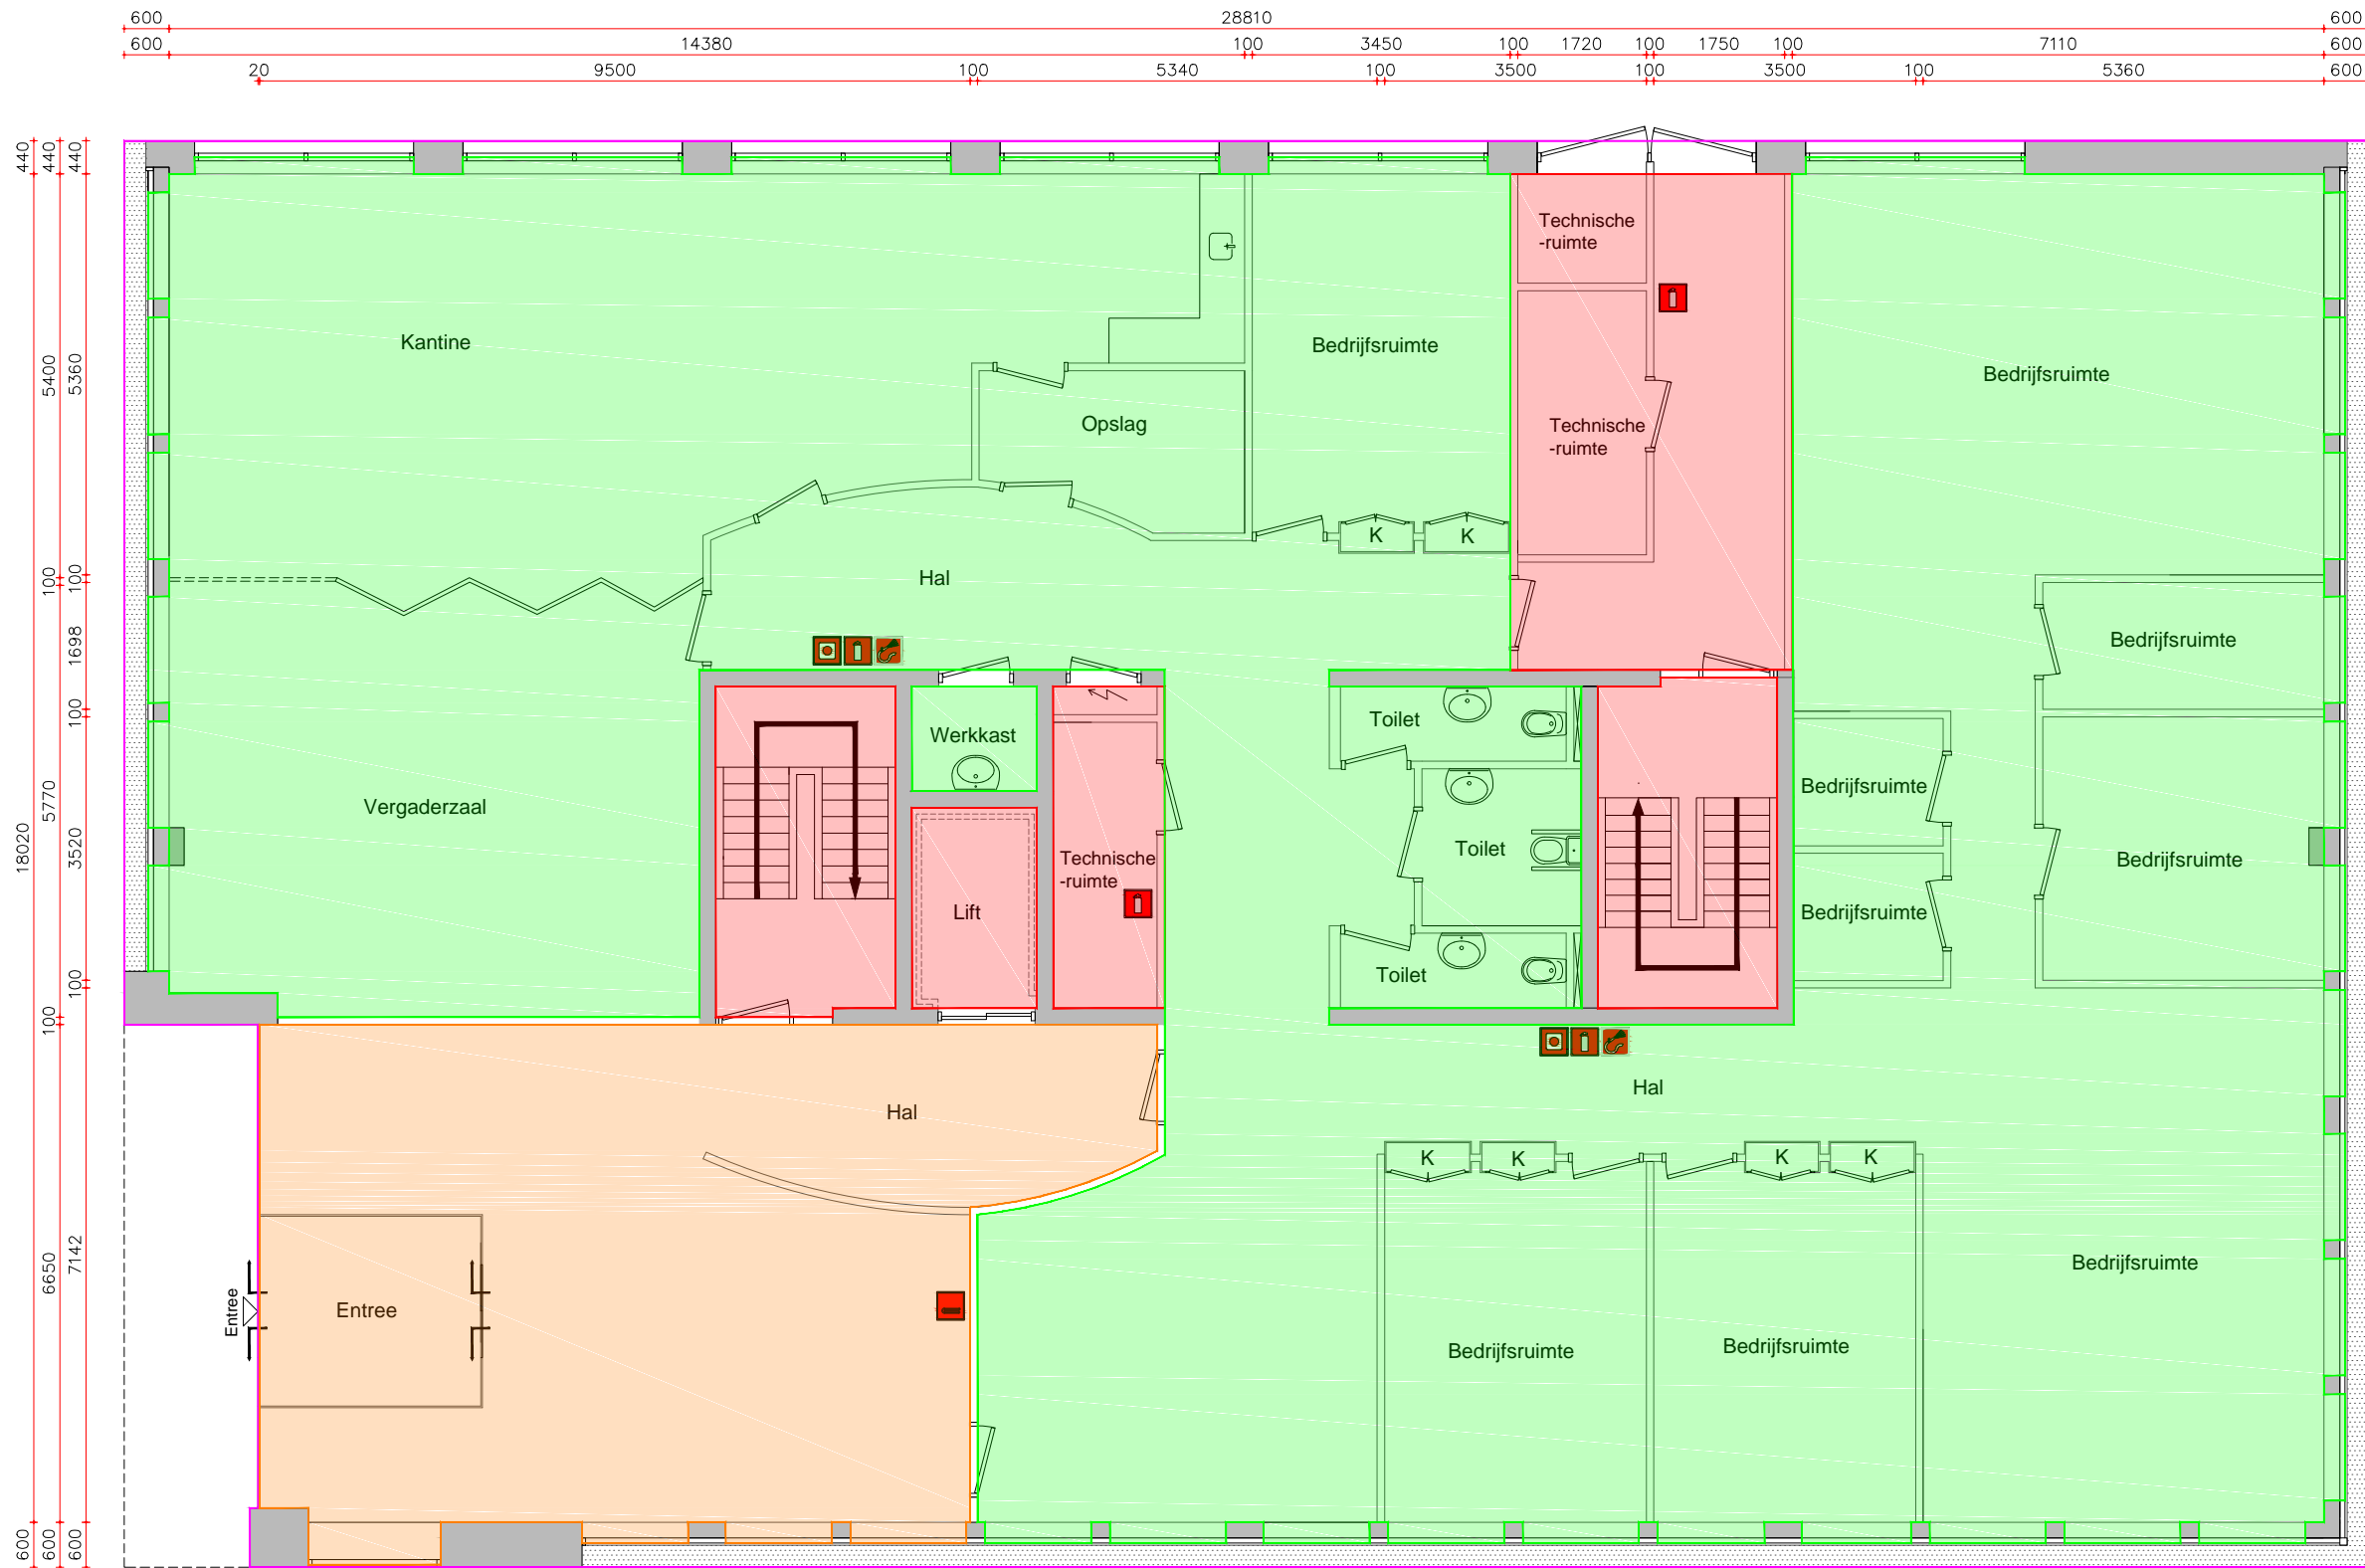 600 28810 600
600 14380 100 3450 100 1720 100 1750 100 7110 600
20 9500 100 5340 100 3500 100 3500 100 5360 600
440 440 440
5400 5360
100 100
1698
100
18020 5770 3520
100
100
6650 7142
600 600 600
Technische
-ruimte
Kantine
Bedrijfsruimte
Bedrijfsruimte
Opslag
Technische
-ruimte
K K
Hal
Bedrijfsruimte
Toilet
Werkkast
Bedrijfsruimte
Vergaderzaal
Toilet
Technische
-ruimte
Bedrijfsruimte
Lift
Bedrijfsruimte
Toilet
Hal
Hal
K K K K
Bedrijfsruimte
Entree
Entree
Bedrijfsruimte
Bedrijfsruimte